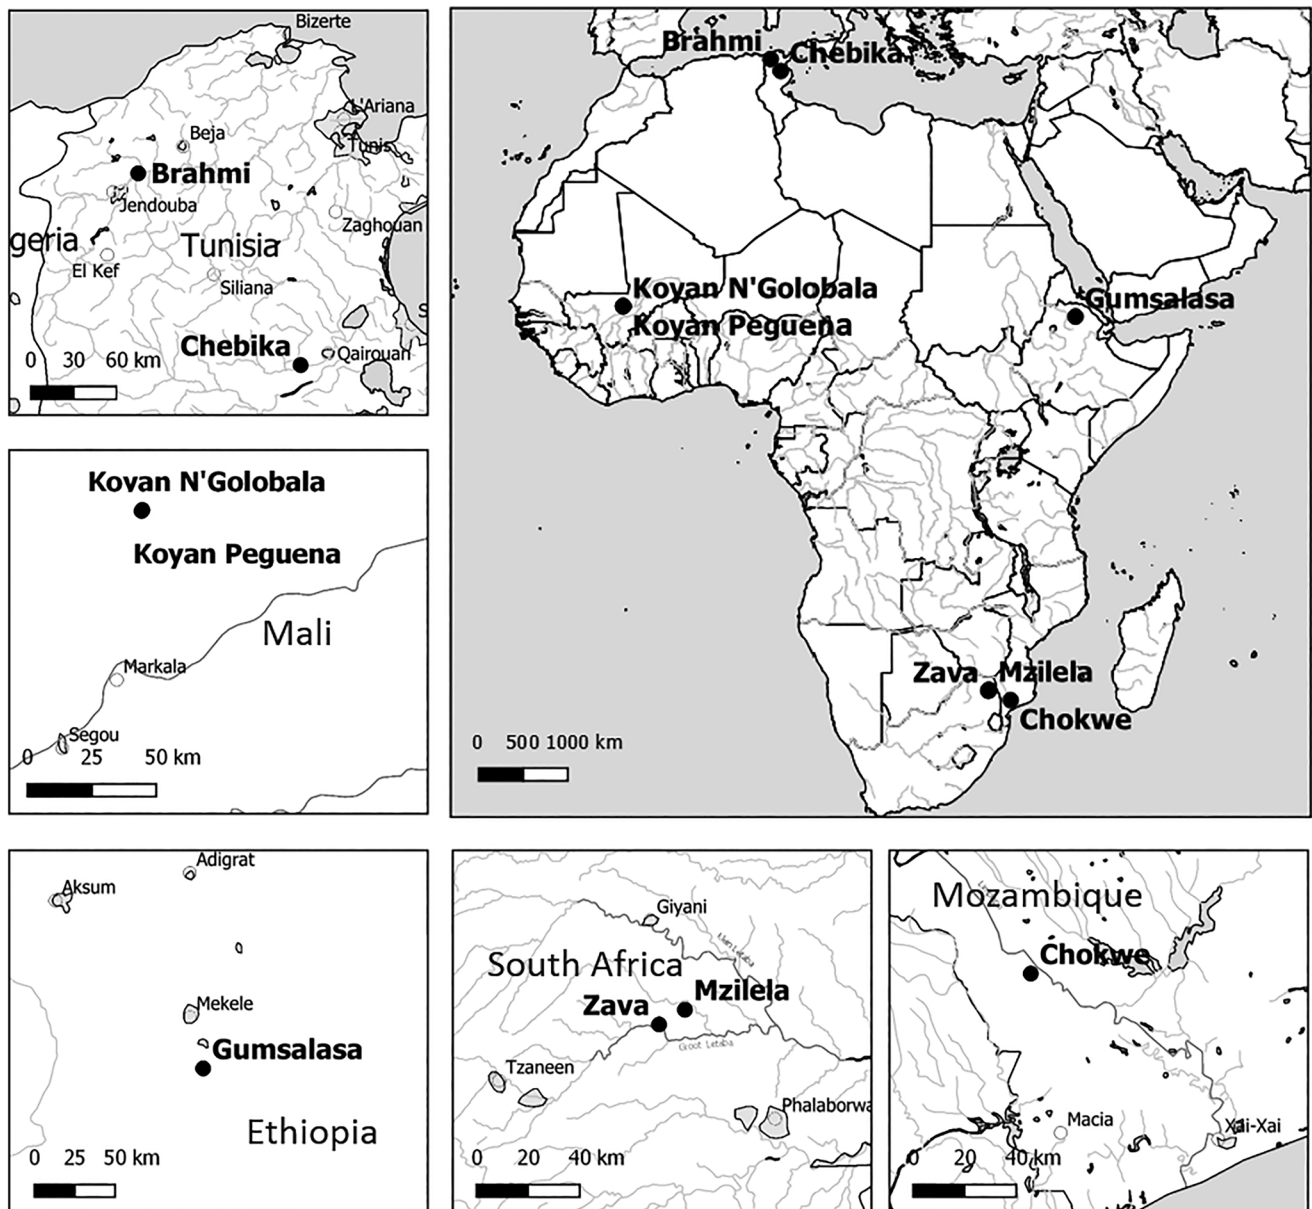 Bizerte
L'Ariana
Beja
Tunis
Brahmi
Jendouba
Zaghouan
geria
Tunisia
El Kef
Siliana
S
Chebika
Qairouan
0 30 60 km
Brahmi
Chebika
Koyan N'Golobala
Koyan Peguena
Gumsalasa
Zava
Mzilela
Chokwe
0 500 1000 km
Koyan N'Golobala
Koyan Peguena
Mali
Markala
Segou
0 25 50 km
Adigrat
Aksum
Mekele
Gumsalasa
Ethiopia
0 25 50 km
Giyani
South Africa
Mzilela
Zava
Groot Letaba
Tzaneen
Phalaborwa
0 20 40 km
Mozambique
Chokwe
Macia
Xai-Xai
0 20 40 km